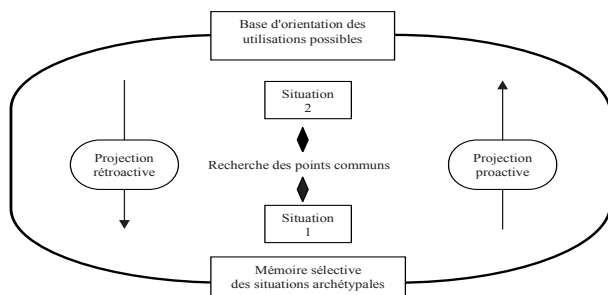 Base d'orientation des
utilisations possibles
Situation
2
Projection
rétroactive
Recherche des points communs
Projection
proactive
Situation
1
Mémoire sélective
des situations archétypales